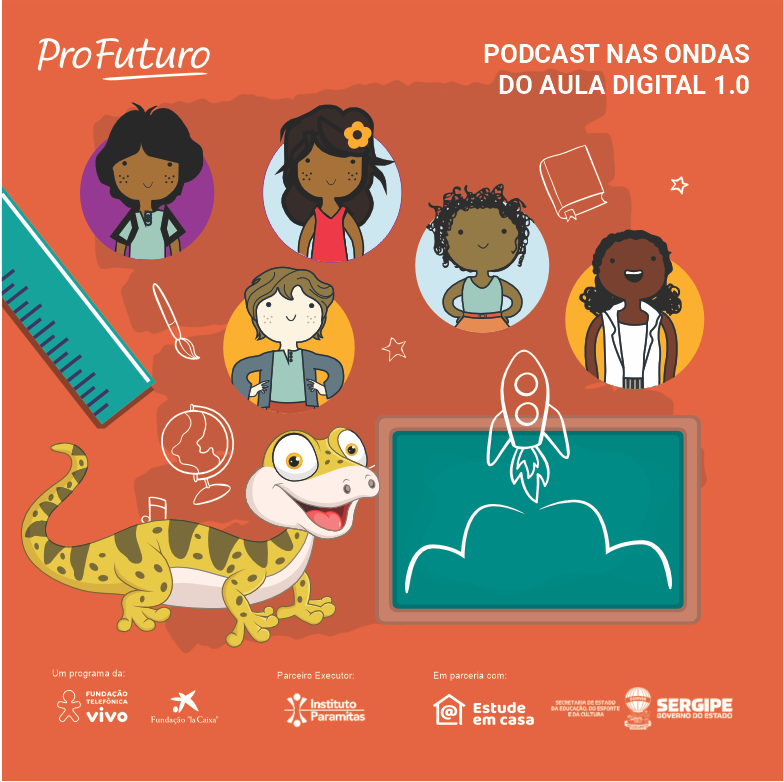 ProFuturo
PODCAST NAS ONDAS
DO AULA DIGITAL 1.0
Um programa da:
FUNDAÇÃO
TELEFÔNICA
vivo
Fundação "la Caixa"
Parceiro Executor:
Instituto
Paramitas
Em parceria com:
@
Estude
em casa
SECRETARIA DE ESTADO
DA EDUCAÇÃO, DO ESPORTE
E DA CULTURA
SERGIPE
GOVERNO DO ESTADO